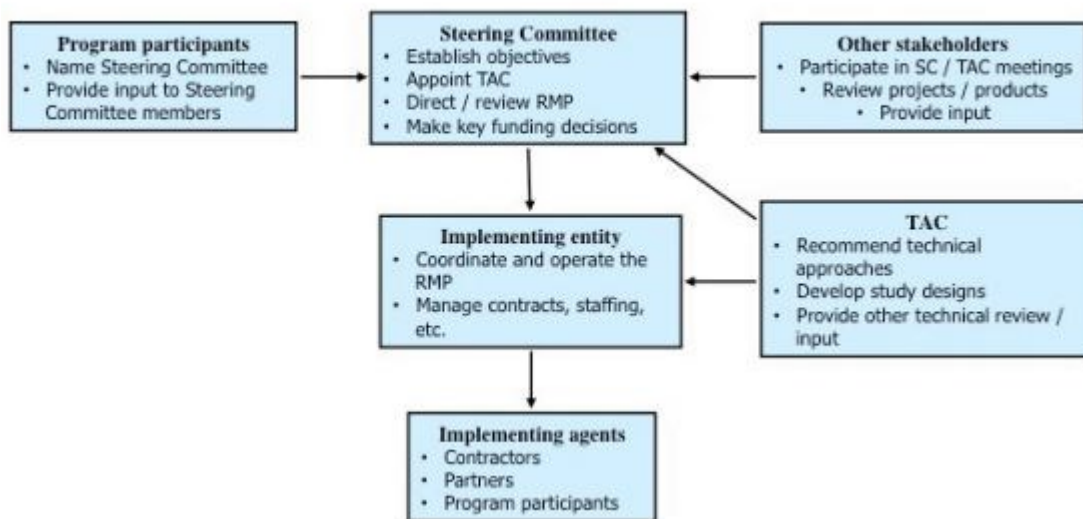 Program participants
• Name Steering Committee
• Provide input to Steering
Committee members
Steering Committee
• Establish objectives
• Appoint TAC
• Direct / review RMP
• Make key funding decisions
Other stakeholders
• Participate in SC / TAC meetings
• Review projects / products
• Provide input
Implementing entity
• Coordinate and operate the
RMP
• Manage contracts, staffing,
etc.
TAC
• Recommend technical
approaches
• Develop study designs
• Provide other technical review /
input
Implementing agents
• Contractors
• Partners
• Program participants